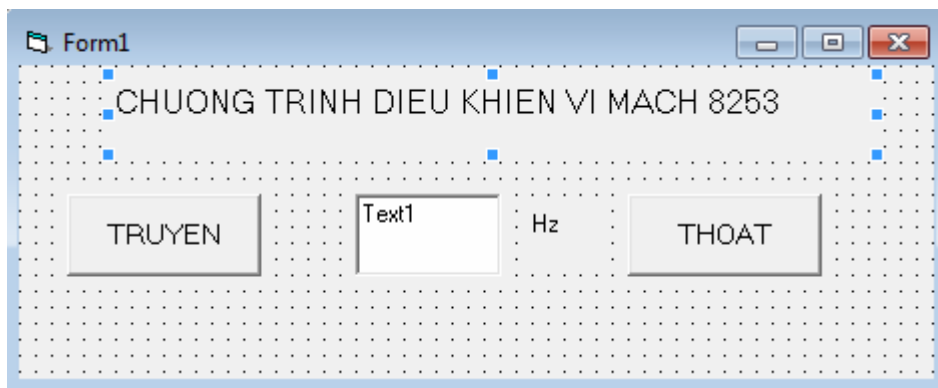 Form1
CHUONG TRINH DIEU KHIEN VI MACH 8253
TRUYEN
Text1
Hz
THOAT